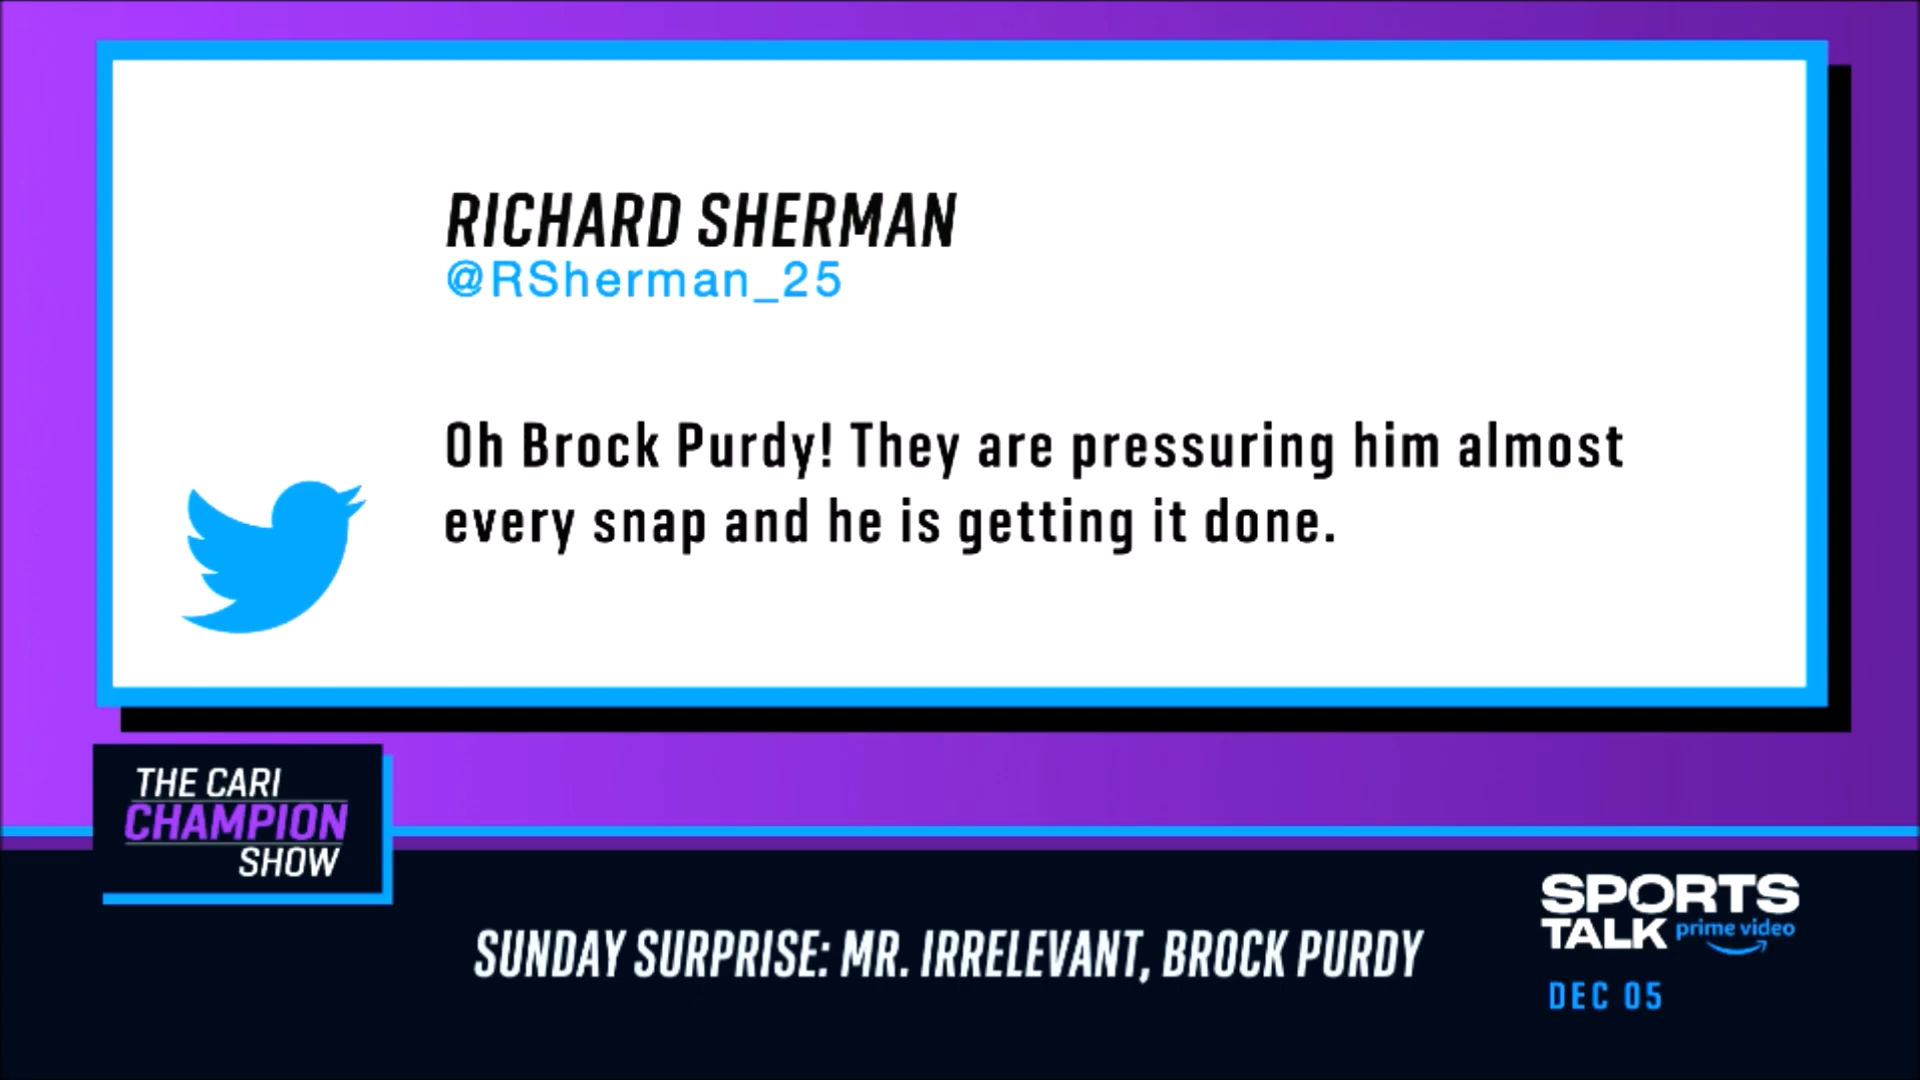 RICHARD SHERMAN
@RSherman_25
Oh Brock Purdy! They are pressuring him almost
every snap and he is getting it done.
THE CARI
CHAMPION
SHOW
SUNDAY SURPRISE: MR. IRRELEVANT, BROCK PURDY
SPORTS
TALK prime video
DEC 05